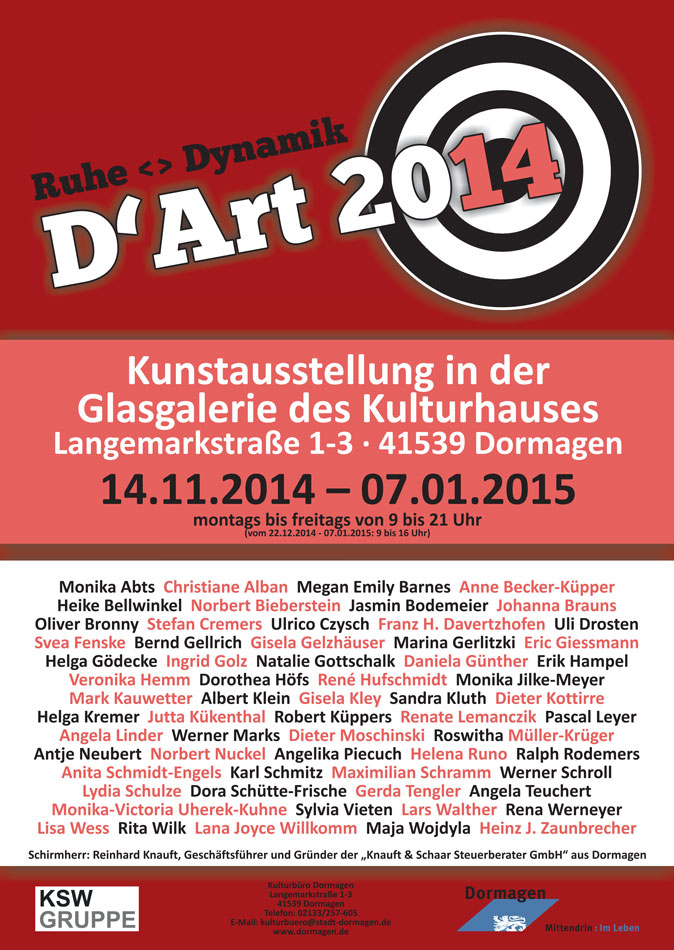 Ruhe <> Dynamik
D‘Art 2014
Kunstausstellung in der
Glasgalerie des Kulturhauses
Langemarkstraße 1-3 · 41539 Dormagen
14.11.2014 – 07.01.2015
montags bis freitags von 9 bis 21 Uhr
(vom 22.12.2014 - 07.01.2015: 9 bis 16 Uhr)
Monika Abts Christiane Alban Megan Emily Barnes Anne Becker-Küpper
Heike Bellwinkel Norbert Bieberstein Jasmin Bodemeier Johanna Brauns
Oliver Bronny Stefan Cremers Ulrico Czysch Franz H. Davertzhofen Uli Drosten
Svea Fenske Bernd Gellrich Gisela Gelzhäuser Marina Gerlitzki Eric Giessmann
Helga Gödecke Ingrid Golz Natalie Gottschalk Daniela Günther Erik Hampel
Veronika Hemm Dorothea Höfs René Hufschmidt Monika Jilke-Meyer
Mark Kauwetter Albert Klein Gisela Kley Sandra Kluth Dieter Kottirre
Helga Kremer Jutta Kükenthal Robert Küppers Renate Lemanczik Pascal Leyer
Angela Linder Werner Marks Dieter Moschinski Roswitha Müller-Krüger
Antje Neubert Norbert Nuckel Angelika Piecuch Helena Runo Ralph Rodemers
Anita Schmidt-Engels Karl Schmitz Maximilian Schramm Werner Schroll
Lydia Schulze Dora Schütte-Frische Gerda Tengler Angela Teuchert
Monika-Victoria Uherek-Kuhne Sylvia Vieten Lars Walther Rena Werneyer
Lisa Wess Rita Wilk Lana Joyce Willkomm Maja Wojdyla Heinz J. Zaunbrecher
Schirmherr: Reinhard Knauft, Geschäftsführer und Gründer der „Knauft & Schaar Steuerberater GmbH“ aus Dormagen
KSW
GRUPPE
Kulturbüro Dormagen
Langemarkstraße 1-3
41539 Dormagen
Telefon: 02133/257-605
E-Mail: kulturbuero@stadt-dormagen.de
www.dormagen.de
Dormagen
Mittendrin : Im Leben